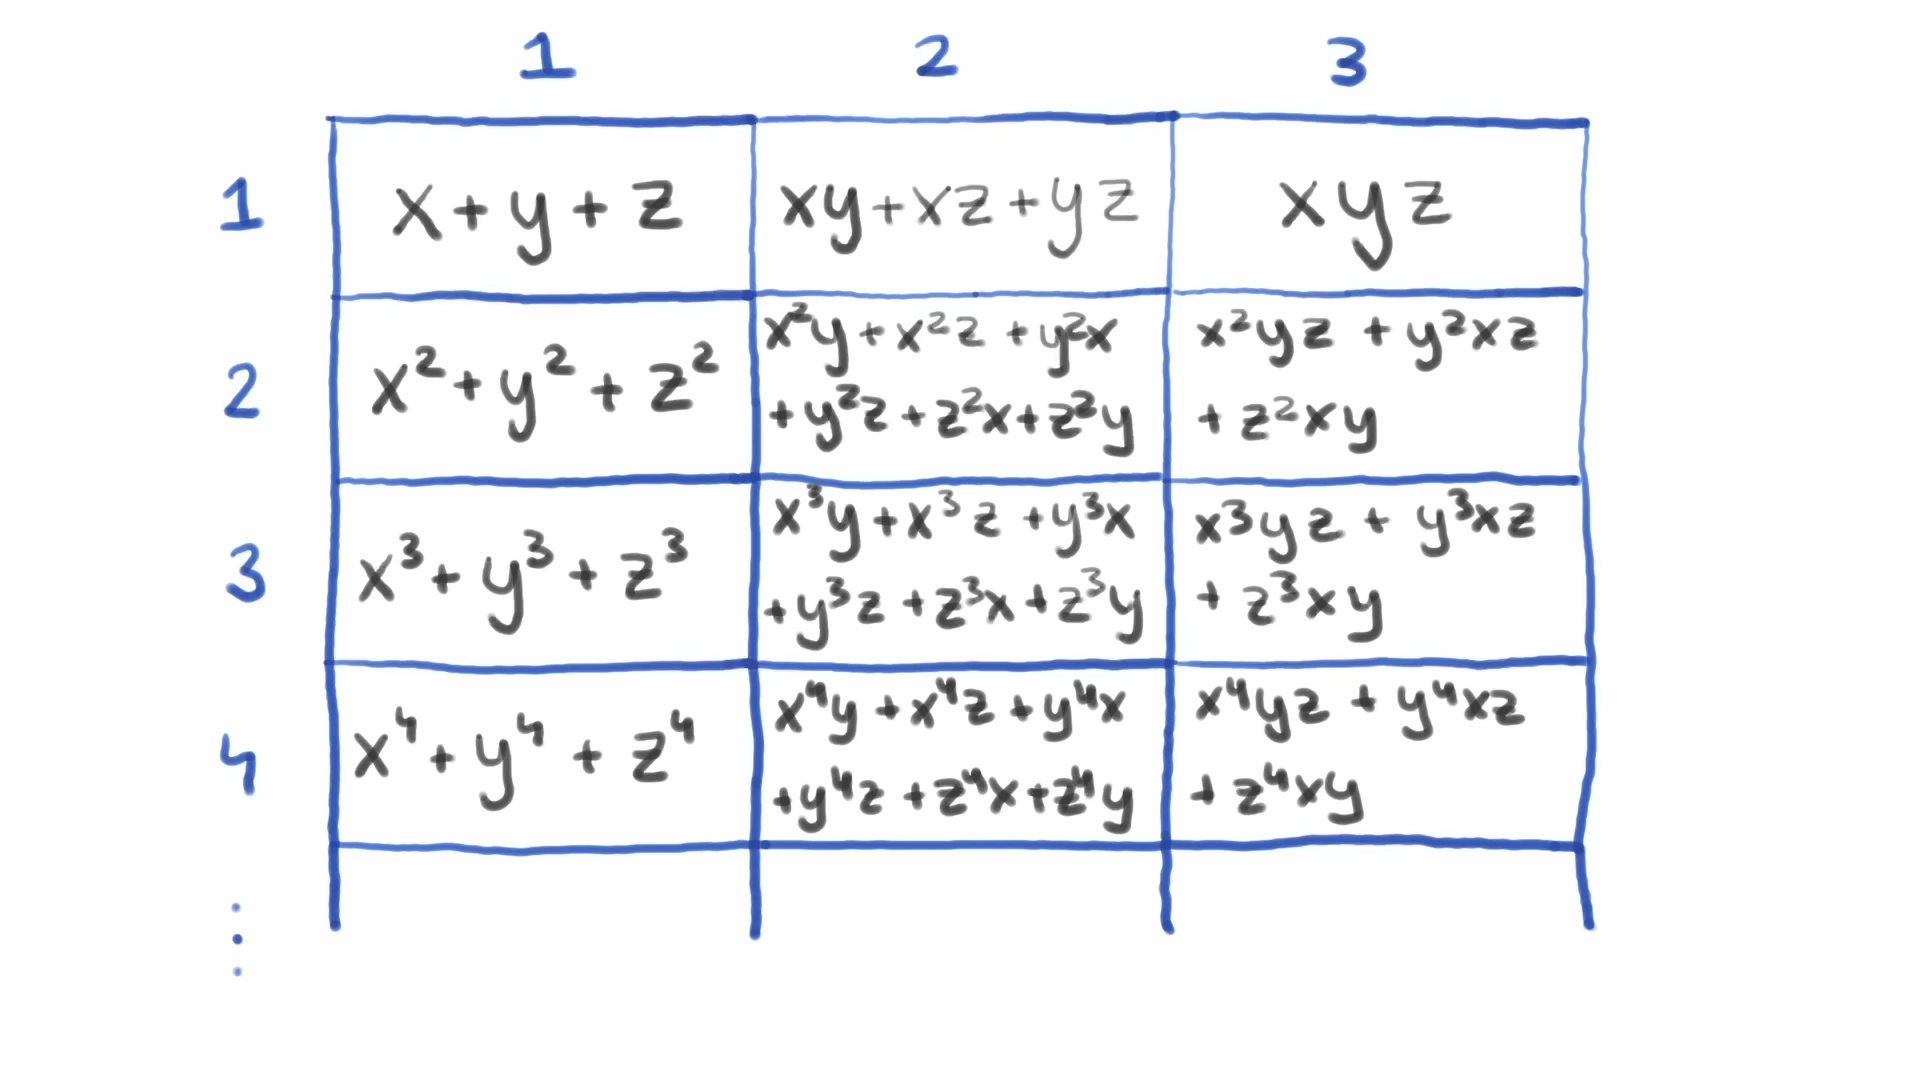 1 2 3
1 x+y+z xy+xz+yz xyz
2 x²+y²+z² x²y+x²z+y²x x²yz + y²xz
+y²z+z²x+z²y + z²xy
3 x³+y³+z³ x³y+x³z+y³x x³yz + y³xz
+y³z+z³x+z³y + z³xy
4 x⁴+y⁴+z⁴ x⁴y+x⁴z+y⁴x x⁴yz + y⁴xz
+y⁴z+z⁴x+z⁴y + z⁴xy
⋮